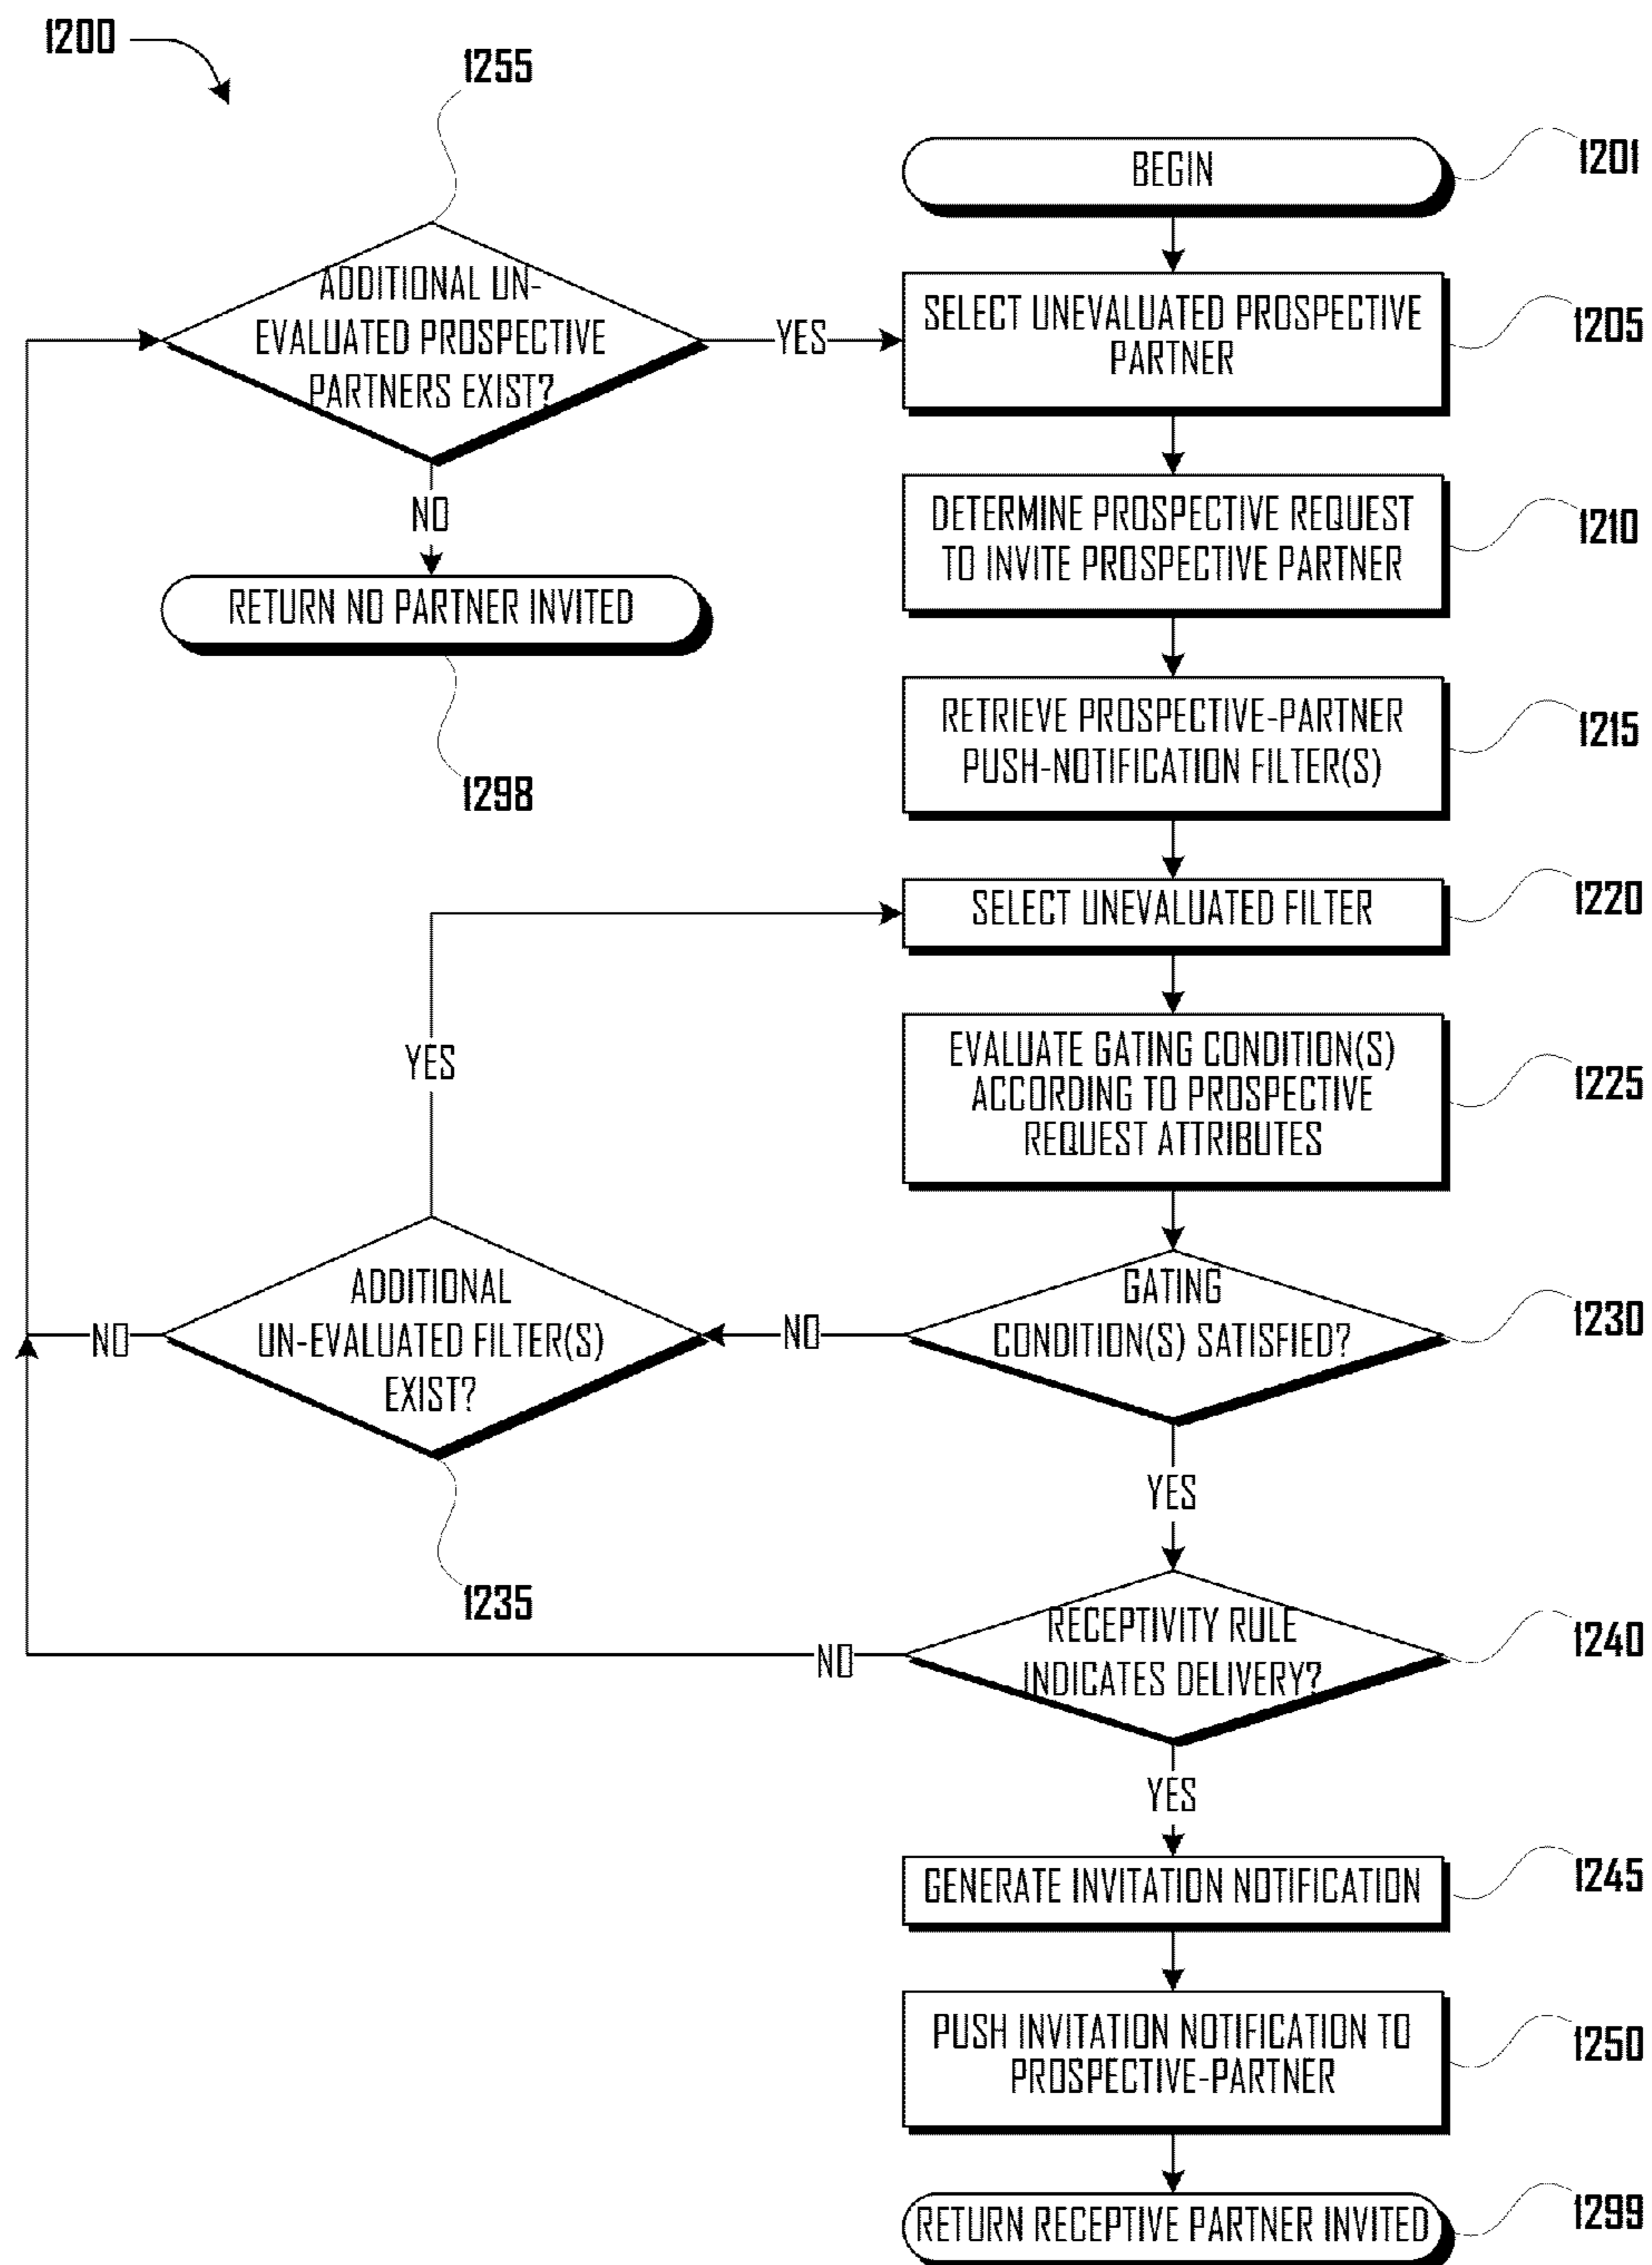 1200
1255
BEGIN
1201
ADDITIONAL UN-
EVALUATED PROSPECTIVE
PARTNERS EXIST?
YES
SELECT UNEVALUATED PROSPECTIVE
PARTNER
1205
NO
DETERMINE PROSPECTIVE REQUEST
TO INVITE PROSPECTIVE PARTNER
1210
RETURN NO PARTNER INVITED
1298
RETRIEVE PROSPECTIVE-PARTNER
PUSH-NOTIFICATION FILTER(S)
1215
SELECT UNEVALUATED FILTER
1220
YES
EVALUATE GATING CONDITION(S)
ACCORDING TO PROSPECTIVE
REQUEST ATTRIBUTES
1225
NO
ADDITIONAL
UN-EVALUATED FILTER(S)
EXIST?
NO
GATING
CONDITION(S) SATISFIED?
1230
YES
1235
NO
RECEPTIVITY RULE
INDICATES DELIVERY?
1240
YES
GENERATE INVITATION NOTIFICATION
1245
PUSH INVITATION NOTIFICATION TO
PROSPECTIVE-PARTNER
1250
RETURN RECEPTIVE PARTNER INVITED
1299